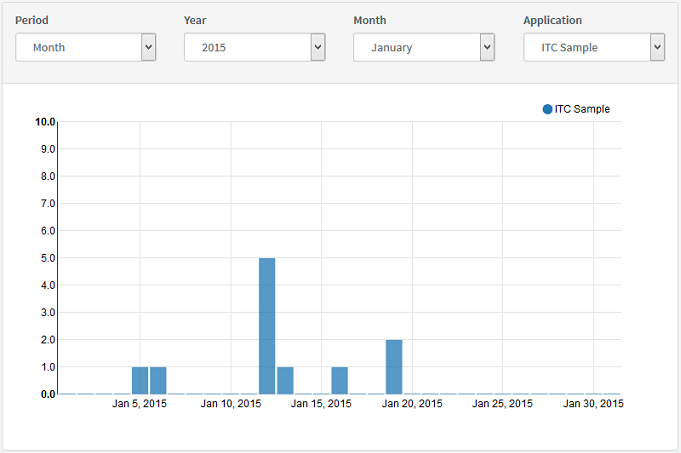 Period Year Month Application
Month 2015 January ITC Sample
ITC Sample
10.0
9.0
8.0
7.0
6.0
5.0
4.0
3.0
2.0
1.0
0.0
Jan 5, 2015 Jan 10, 2015 Jan 15, 2015 Jan 20, 2015 Jan 25, 2015 Jan 30, 2015